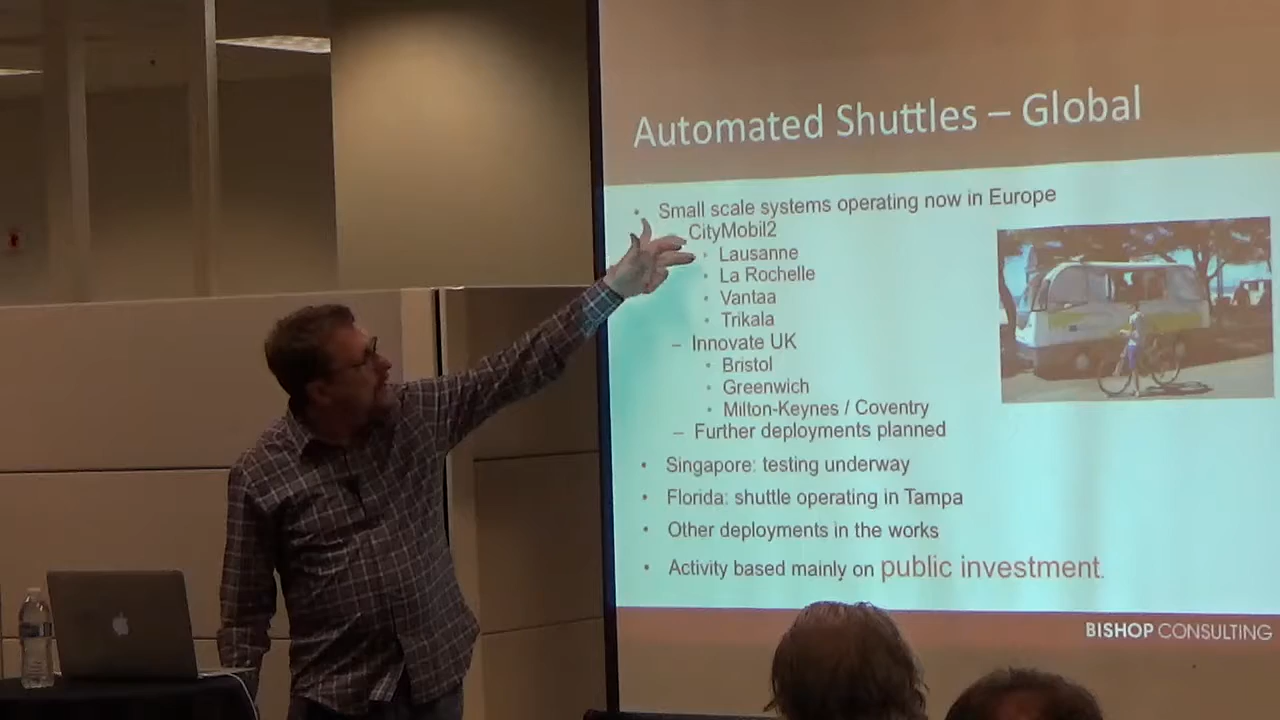 Automated Shuttles – Global
• Small scale systems operating now in Europe
CityMobil2
• Lausanne
• La Rochelle
• Vantaa
• Trikala
– Innovate UK
• Bristol
• Greenwich
• Milton-Keynes / Coventry
– Further deployments planned
• Singapore: testing underway
• Florida: shuttle operating in Tampa
• Other deployments in the works
• Activity based mainly on public investment.
BISHOP CONSULTING